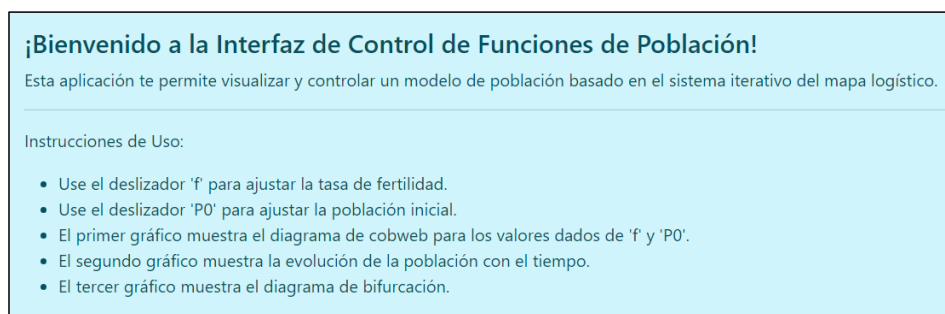 ¡Bienvenido a la Interfaz de Control de Funciones de Población!
Esta aplicación te permite visualizar y controlar un modelo de población basado en el sistema iterativo del mapa logístico.
Instrucciones de Uso:
• Use el deslizador 'f' para ajustar la tasa de fertilidad.
• Use el deslizador 'P0' para ajustar la población inicial.
• El primer gráfico muestra el diagrama de cobweb para los valores dados de 'f' y 'P0'.
• El segundo gráfico muestra la evolución de la población con el tiempo.
• El tercer gráfico muestra el diagrama de bifurcación.